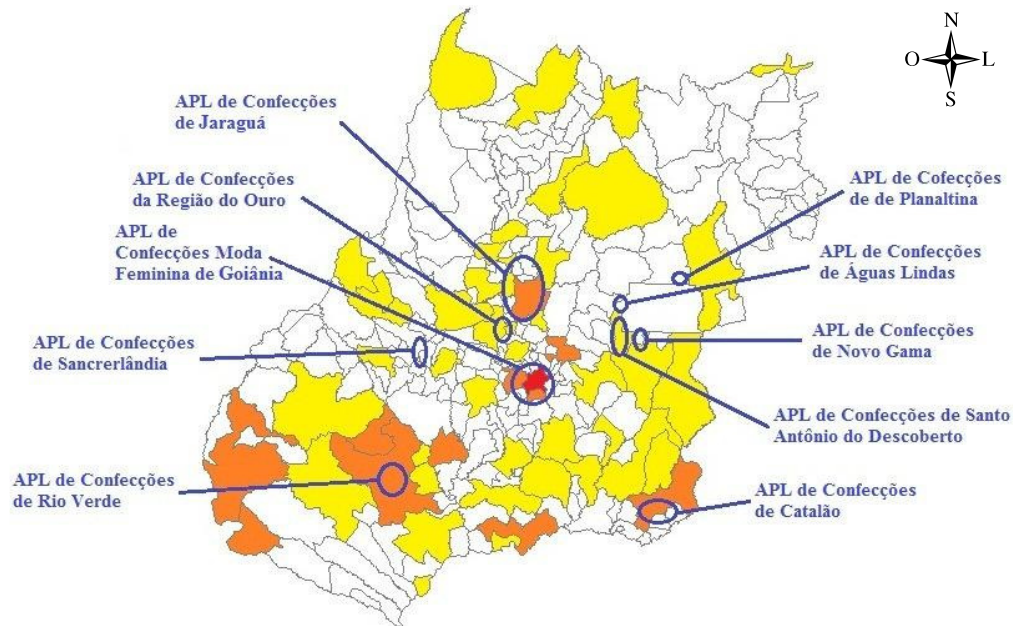 N
O
L
S
APL de Confecções
de Jaraguá
APL de Confecções
da Região do Ouro
APL de
Confecções Moda
Feminina de Goiânia
APL de Confecções
de Sancrerlândia
APL de Confecções
de Rio Verde
APL de Cofecções
de de Planaltina
APL de Confecções
de Águas Lindas
APL de Confecções
de Novo Gama
APL de Confecções de Santo
Antônio do Descoberto
APL de Confecções
de Catalão